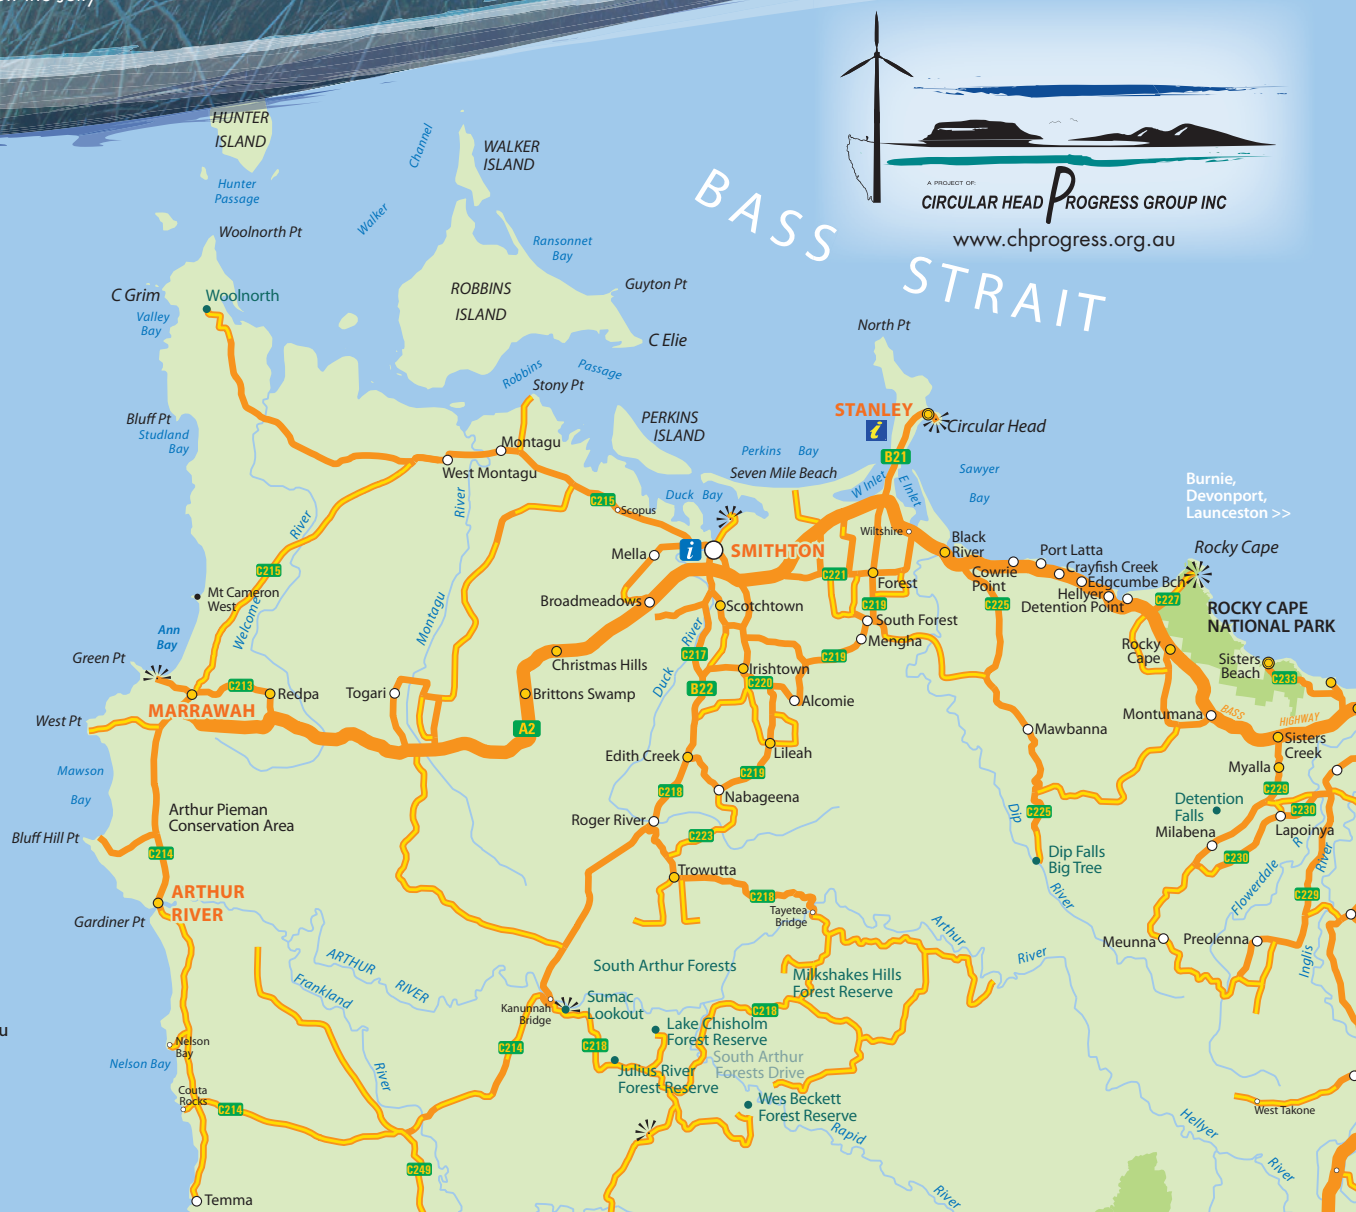 HUNTER
ISLAND
Hunter
Passage
Woolnorth Pt
Channel
Walker
WALKER
ISLAND
Ransonnet
Bay
ROBBINS
ISLAND
Guyton Pt
C Elie
BASS STRAIT
A PROJECT OF:
CIRCULAR HEAD PROGRESS GROUP INC
www.chprogress.org.au
C Grim
Woolnorth
Valley
Bay
North Pt
Robbins Passage
Stony Pt
Bluff Pt
Studland
Bay
Montagu
West Montagu
PERKINS
ISLAND
STANLEY
i
Circular Head
B21
Perkins Bay
Seven Mile Beach
W Inlet
E Inlet
Sawyer
Bay
Burnie,
Devonport,
Launceston >>
Rocky Cape
River
River
C215
Scopus
Duck Bay
Mella
i
SMITHTON
Wiltshire
Black
River
Cowrie
Point
Port Latta
Crayfish Creek
Edgcumbe Bch
Hellyer
Detention Point
C227
ROCKY CAPE
NATIONAL PARK
C215
Mt Cameron
West
Welcome
Montagu
Broadmeadows
Scotchtown
C221
Forest
C219
South Forest
Mengha
C225
Ann
Bay
Green Pt
Christmas Hills
River
Duck
C217
Irishtown
C219
C220
Rocky
Cape
Sisters
Beach
C233
C213
Redpa
Togari
Brittons Swamp
B22
Alcomie
MARRAWAH
West Pt
A2
Mawbanna
Montumana
BASS HIGHWAY
Sisters
Creek
Edith Creek
Lileah
C219
Myalla
Mawson
Bay
C218
Nabageena
C229
Detention
Falls
C230
Arthur Pieman
Conservation Area
Dip
C225
Milabena
Lapoinya
Roger River
C223
Bluff Hill Pt
C214
Dip Falls
Big Tree
C230
R
River
Trowutta
Flowerdale
ARTHUR
RIVER
C218
Tayetea
Bridge
River
C229
Gardiner Pt
Arthur
River
Meunna
Preolenna
Inglis
ARTHUR RIVER
Frankland
South Arthur Forests
Milkshakes Hills
Forest Reserve
Kanunnah
Bridge
Sumac
Lookout
C218
Lake Chisholm
Forest Reserve
Nelson
Bay
Nelson Bay
C214
C218
South Arthur
Forests Drive
River
Julius River
Forest Reserve
Couta
Rocks
C214
Wes Beckett
Forest Reserve
Rapid
River
Hellyer
River
West Takone
C249
Temma